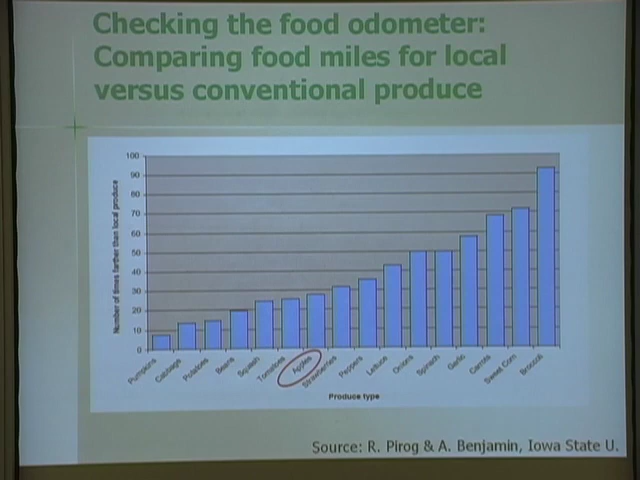 Checking the food odometer:
Comparing food miles for local
versus conventional produce
Number of times farther than local produce
100
90
80
70
60
50
40
30
20
10
0
Pumpkins
Cabbage
Potatoes
Beans
Squash
Tomatoes
Apples
Strawberries
Peppers
Lettuce
Onions
Spinach
Garlic
Carrots
Sweet Corn
Broccoli
Produce type
Source: R. Pirog & A. Benjamin, Iowa State U.